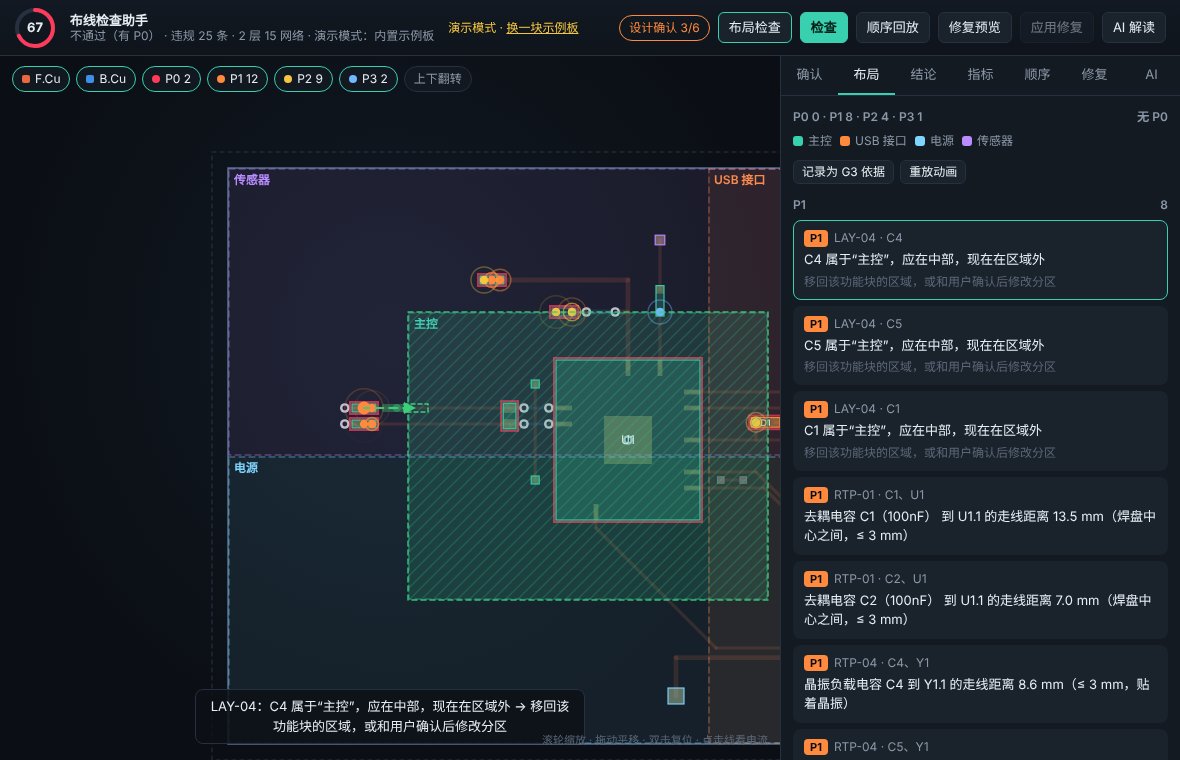 67
布线检查助手
不通过（有 P0） · 违规 25 条 · 2 层 15 网络 · 演示模式：内置示例板
演示模式 · 换一块示例板
设计确认 3/6
布局检查
检查
顺序回放
修复预览
应用修复
AI 解读
F.Cu
B.Cu
P0 2
P1 12
P2 9
P3 2
上下翻转
确认
布局
结论
指标
顺序
修复
AI
P0 0 · P1 8 · P2 4 · P3 1
无 P0
主控
USB 接口
电源
传感器
记录为 G3 依据
重放动画
P1
8
P1 LAY-04 · C4
C4 属于“主控”，应在中部，现在在区域外
移回该功能块的区域，或和用户确认后修改分区
P1 LAY-04 · C5
C5 属于“主控”，应在中部，现在在区域外
移回该功能块的区域，或和用户确认后修改分区
P1 LAY-04 · C1
C1 属于“主控”，应在中部，现在在区域外
移回该功能块的区域，或和用户确认后修改分区
P1 RTP-01 · C1、U1
去耦电容 C1（100nF） 到 U1.1 的走线距离 13.5 mm（焊盘中
心之间，≤ 3 mm）
P1 RTP-01 · C2、U1
去耦电容 C2（100nF） 到 U1.1 的走线距离 7.0 mm（焊盘中
心之间，≤ 3 mm）
P1 RTP-04 · C4、Y1
晶振负载电容 C4 到 Y1.1 的走线距离 8.6 mm（≤ 3 mm，贴
着晶振）
P1 RTP-04 · C5、Y1
传感器
USB 接口
主控
电源
LAY-04：C4 属于“主控”，应在中部，现在在区域外 → 移回该
功能块的区域，或和用户确认后修改分区
滚轮缩放 · 拖动平移 · 双击复位 · 点走线看电流